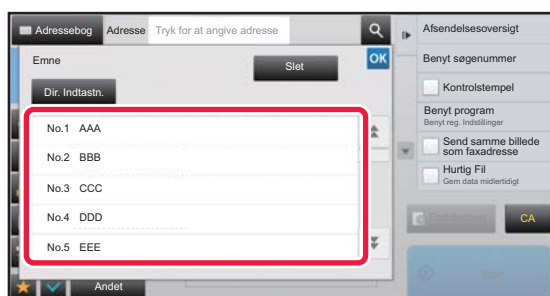 Adressebog Adresse Tryk for at angive adresse
Afsendelsesoversigt
Emne Slet OK
Benyt søgenummer
Dir. Indtastn.
Kontrolstempel
Benyt program
Benyt reg. Indstillinger
No.1 AAA
Send samme billede
som faxadresse
No.2 BBB
Hurtig Fil
Gem data midlertidigt
No.3 CCC
No.4 DDD
CA
No.5 EEE
Andet
Start